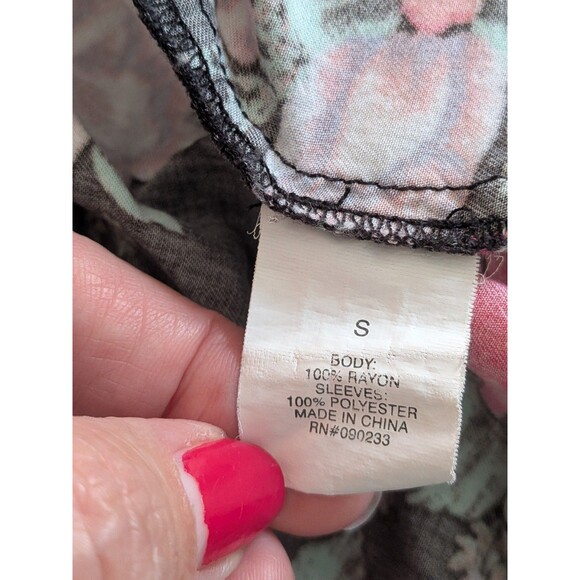 S
BODY:
100% RAYON
SLEEVES:
100% POLYESTER
MADE IN CHINA
RN#090233